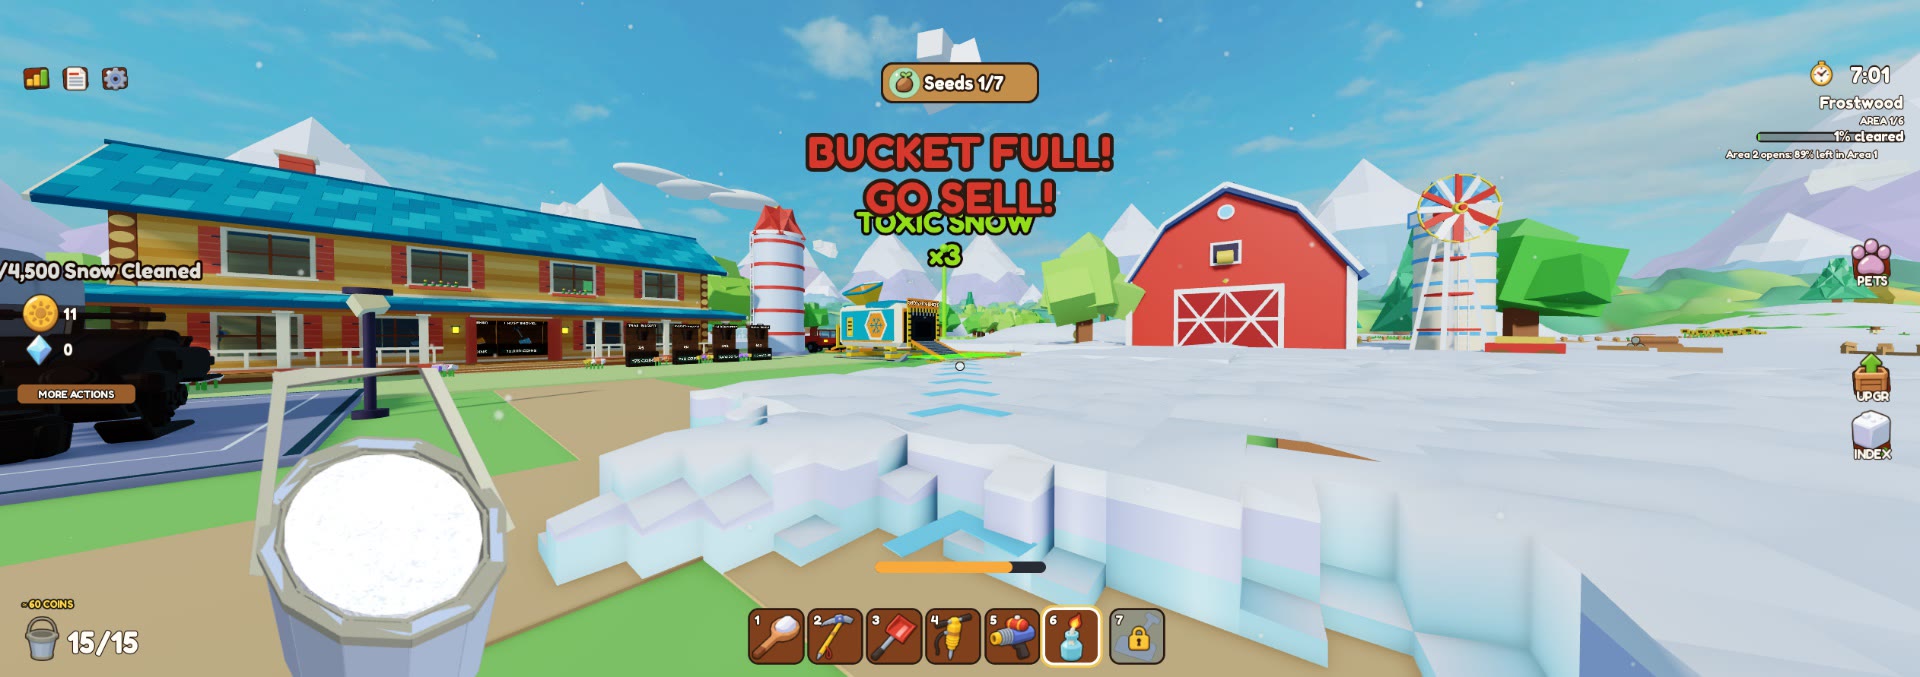 Seeds 1/7
7:01
Frostwood
AREA 1/6
1% cleared
Area 2 opens: 89% left in Area 1
BUCKET FULL!
GO SELL!
TOXIC SNOW
x3
/4,500 Snow Cleaned
11
0
MORE ACTIONS
PETS
UPGR
INDEX
~60 COINS
15/15
1
2
3
4
5
6
7